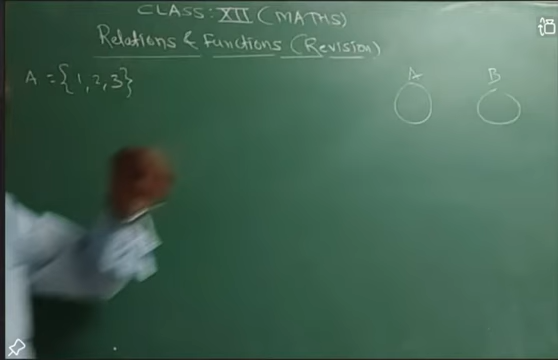 CLASS: XII (MATHS)
Relations & Functions (Revision)
A = {1, 2, 3}
A B